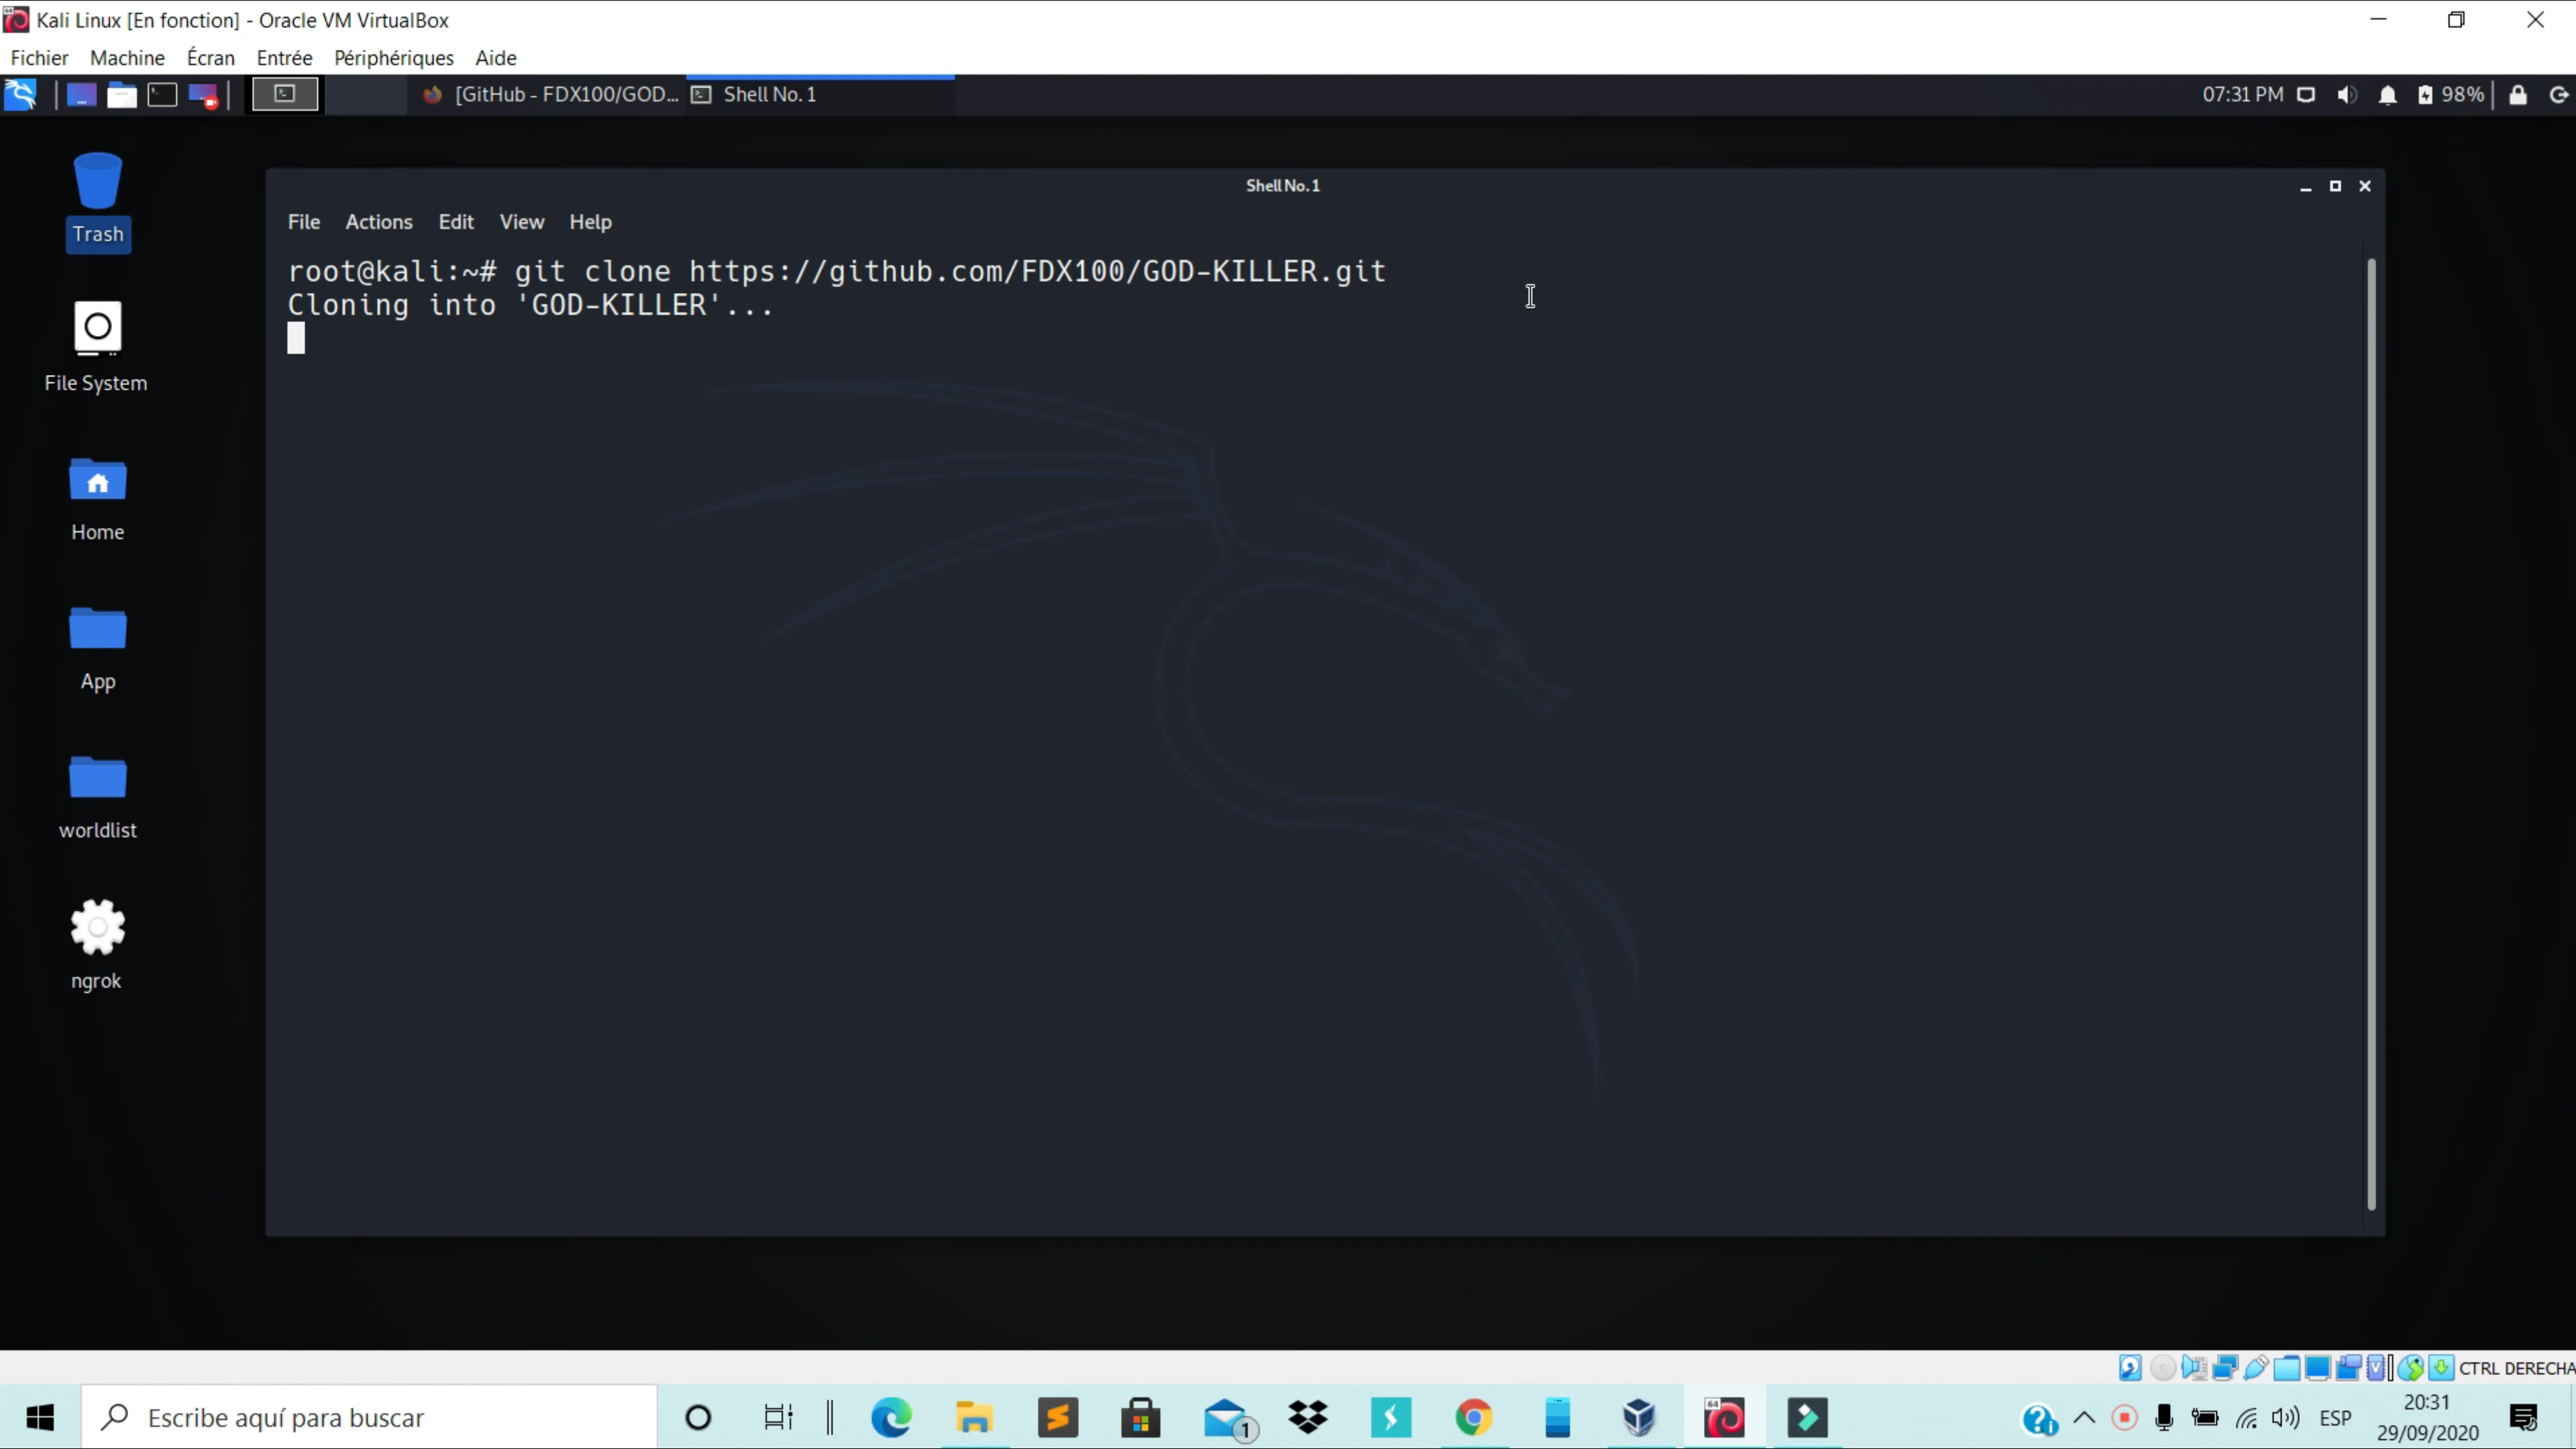 Kali Linux [En fonction] - Oracle VM VirtualBox
Fichier Machine Écran Entrée Périphériques Aide
[GitHub - FDX100/GOD... Shell No. 1 07:31 PM 98%
Trash
File System
Home
App
worldlist
ngrok
Shell No. 1
File Actions Edit View Help
root@kali:~# git clone https://github.com/FDX100/GOD-KILLER.git
Cloning into 'GOD-KILLER'...
CTRL DERECHA
Escribe aquí para buscar
1
64
ESP
20:31
29/09/2020